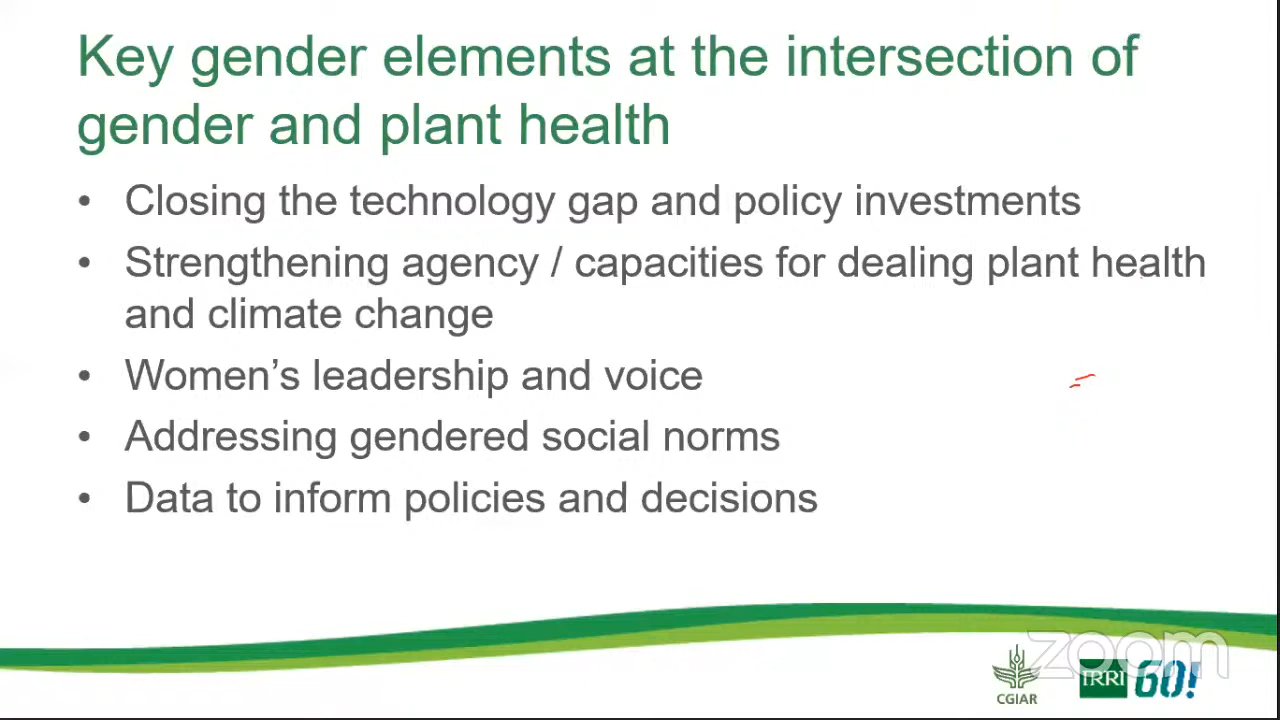 Key gender elements at the intersection of
gender and plant health
• Closing the technology gap and policy investments
• Strengthening agency / capacities for dealing plant health
and climate change
• Women’s leadership and voice
• Addressing gendered social norms
• Data to inform policies and decisions
zoom
CGIAR
IRRI 60!